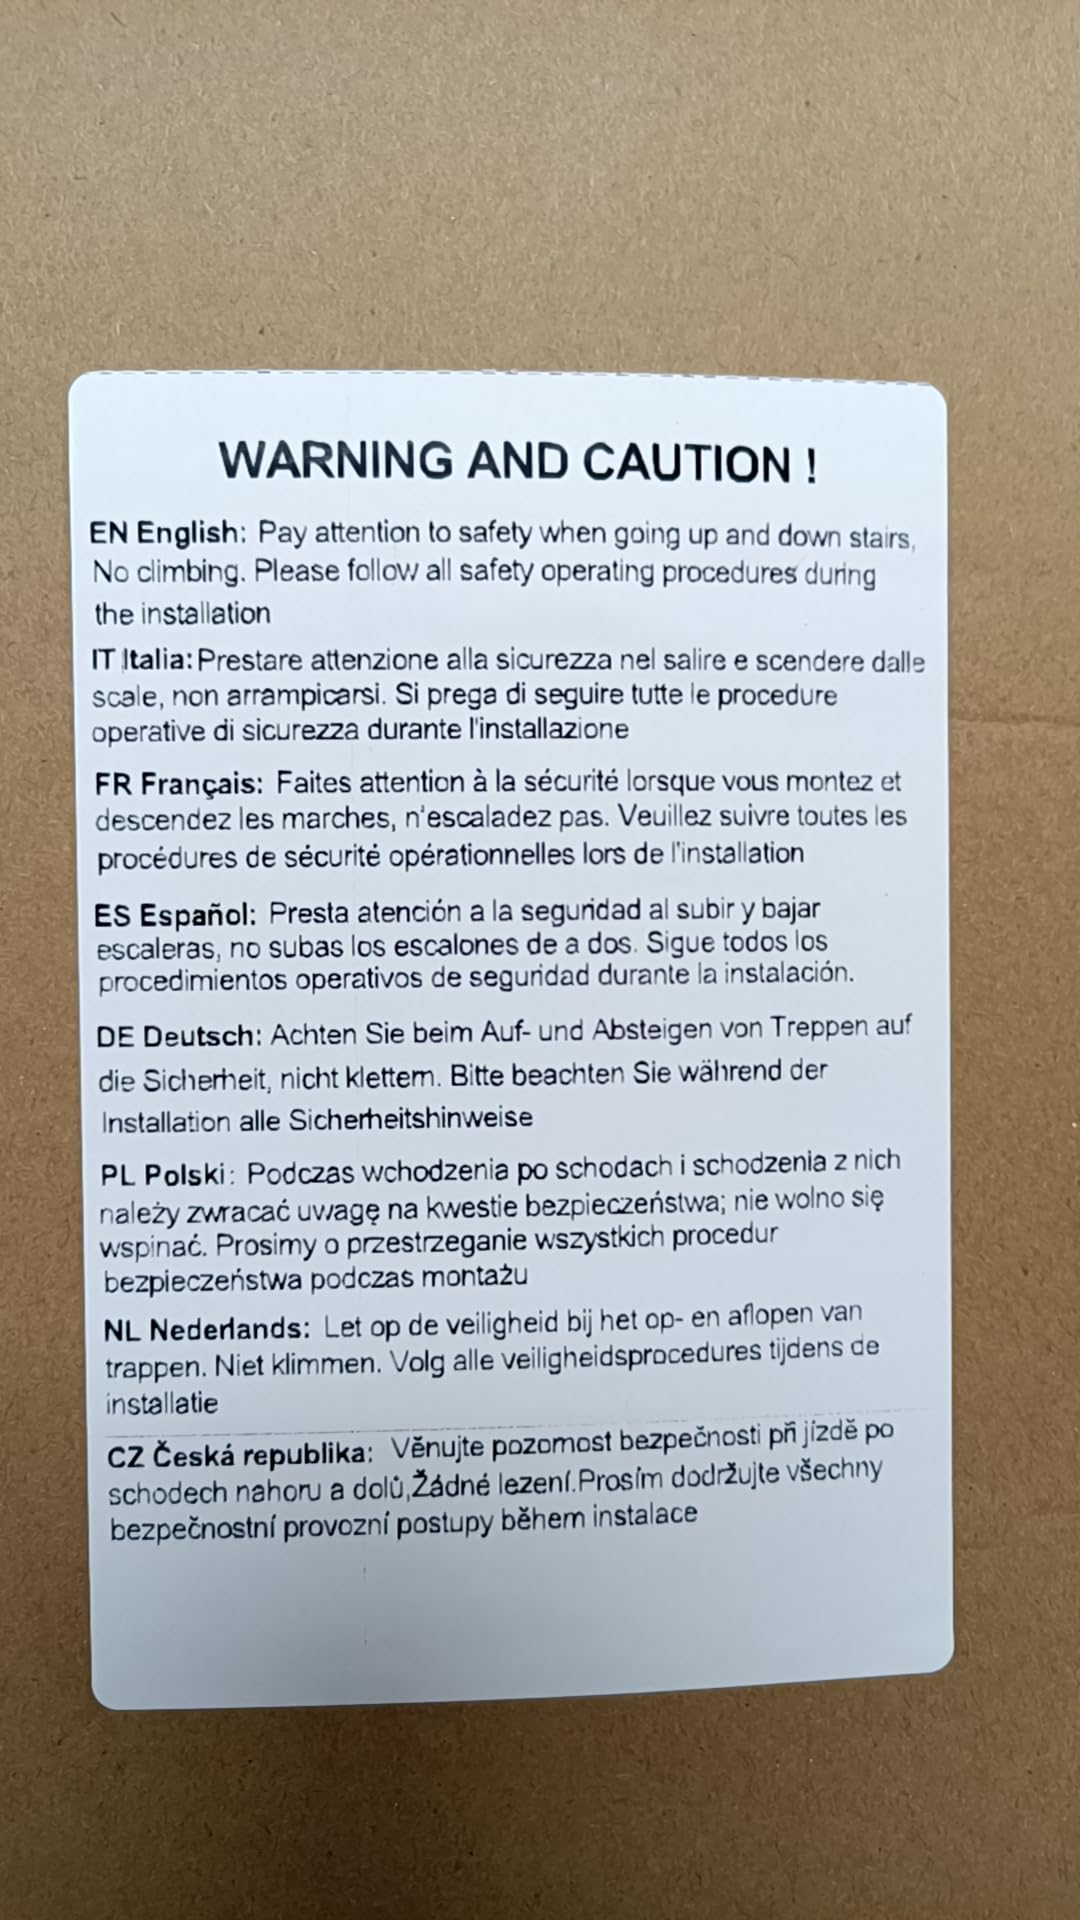 WARNING AND CAUTION !
EN English: Pay attention to safety when going up and down stairs,
No climbing. Please follow all safety operating procedures during
the installation
IT Italia: Prestare attenzione alla sicurezza nel salire e scendere dalle
scale, non arrampicarsi. Si prega di seguire tutte le procedure
operative di sicurezza durante l'installazione
FR Français: Faites attention à la sécurité lorsque vous montez et
descendez les marches, n'escaladez pas. Veuillez suivre toutes les
procédures de sécurité opérationnelles lors de l'installation
ES Español: Presta atención a la seguridad al subir y bajar
escaleras, no subas los escalones de a dos. Sigue todos los
procedimientos operativos de seguridad durante la instalación.
DE Deutsch: Achten Sie beim Auf- und Absteigen von Treppen auf
die Sicherheit, nicht klettern. Bitte beachten Sie während der
Installation alle Sicherheitshinweise
PL Polski: Podczas wchodzenia po schodach i schodzenia z nich
należy zwracać uwagę na kwestie bezpieczeństwa; nie wolno się
wspinać. Prosimy o przestrzeganie wszystkich procedur
bezpieczeństwa podczas montażu
NL Nederlands: Let op de veiligheid bij het op- en aflopen van
trappen. Niet klimmen. Volg alle veiligheidsprocedures tijdens de
installatie
CZ Česká republika: Věnujte pozornost bezpečnosti při jízdě po
schodech nahoru a dolů,Žádné lezení.Prosím dodržujte všechny
bezpečnostní provozní postupy během instalace